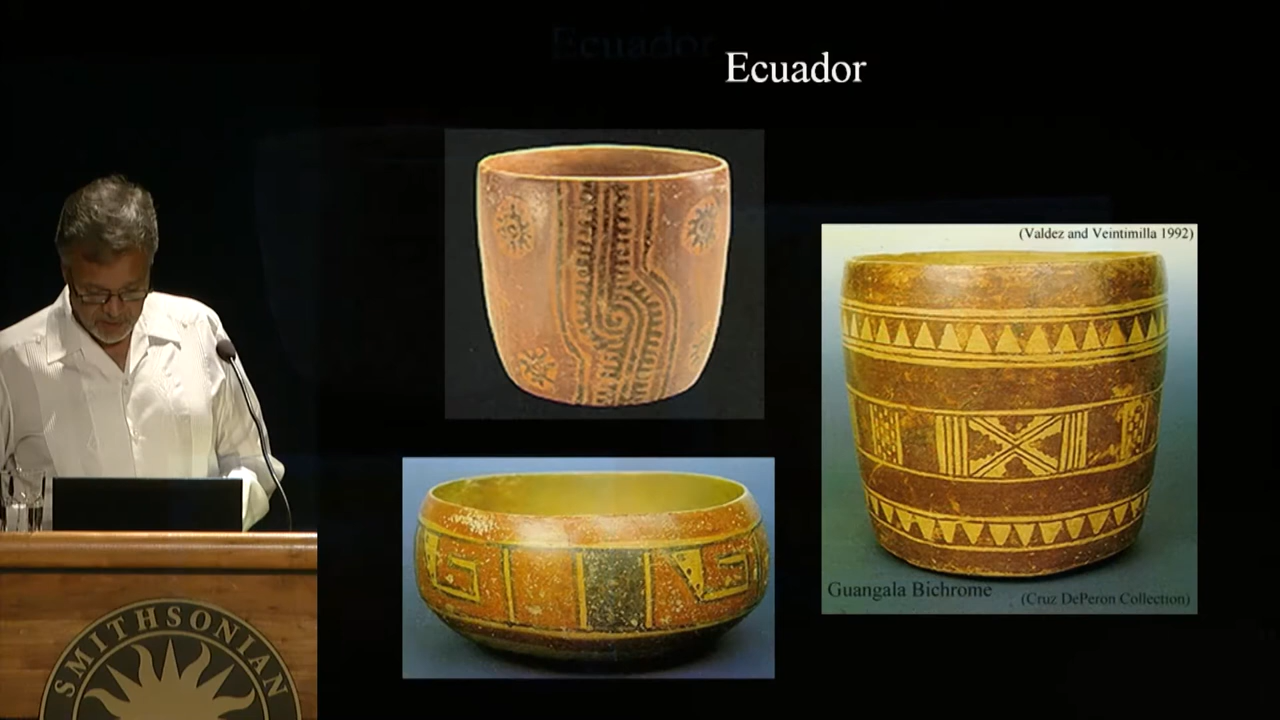 Ecuador
Ecuador
(Valdez and Veintimilla 1992)
Guangala Bichrome
(Cruz DePeron Collection)
SMITHSONIAN